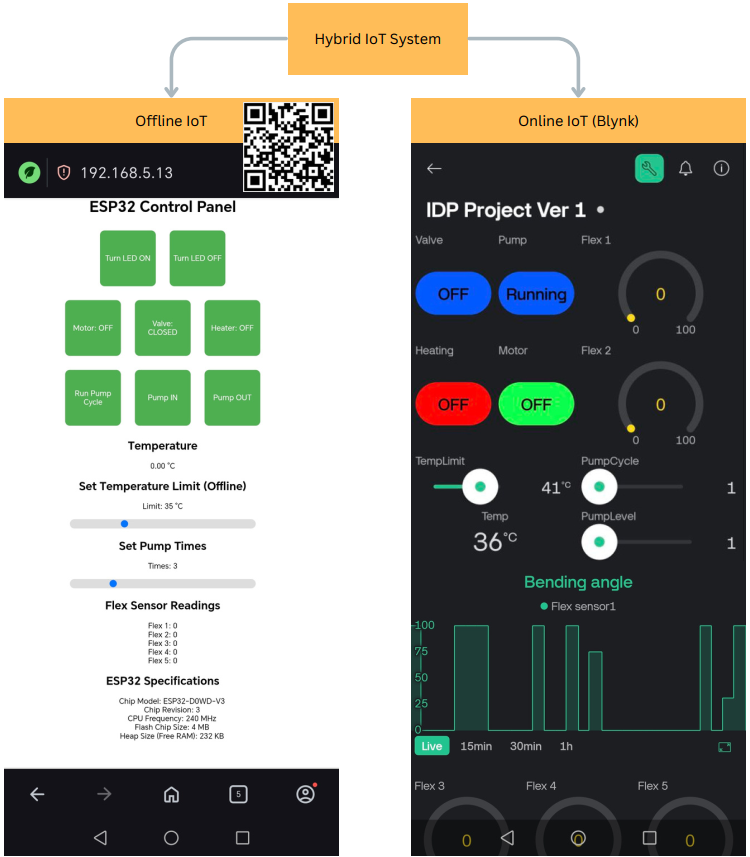 Hybrid IoT System
Offline IoT
192.168.5.13
ESP32 Control Panel
Turn LED ON
Turn LED OFF
Motor: OFF
Valve:
CLOSED
Heater: OFF
Run Pump
Cycle
Pump IN
Pump OUT
Temperature
0.00 °C
Set Temperature Limit (Offline)
Limit: 35 °C
Set Pump Times
Times: 3
Flex Sensor Readings
Flex 1: 0
Flex 2: 0
Flex 3: 0
Flex 4: 0
Flex 5: 0
ESP32 Specifications
Chip Model: ESP32-D0WD-V3
Chip Revision: 3
CPU Frequency: 240 MHz
Flash Chip Size: 4 MB
Heap Size (Free RAM): 232 KB
5
Online IoT (Blynk)
IDP Project Ver 1
Valve Pump Flex 1
OFF Running 0
0 100
Heating Motor Flex 2
OFF OFF 0
0 100
TempLimit PumpCycle
41°C 1
Temp PumpLevel
36°C 1
Bending angle
Flex sensor1
100
75
50
25
0
Live 15min 30min 1h
Flex 3 Flex 4 Flex 5
0 0 0